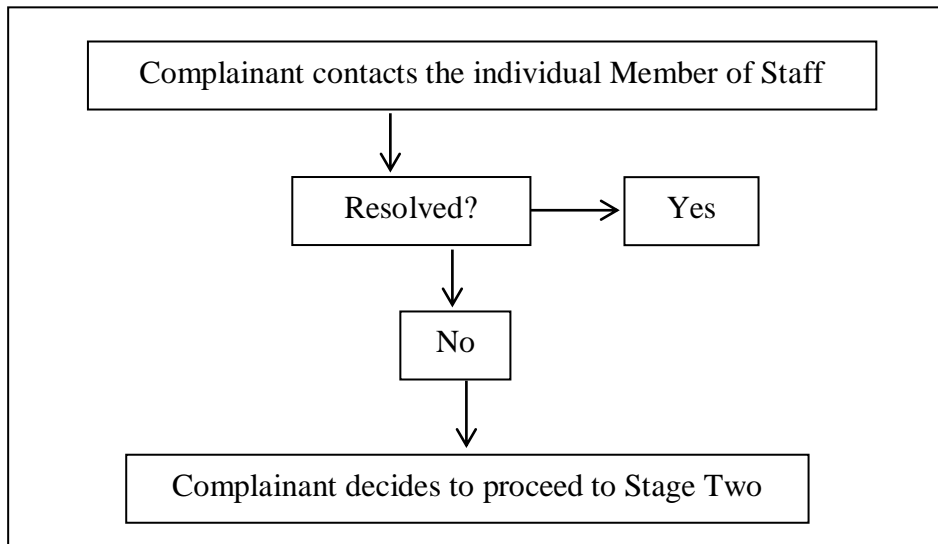 Complainant contacts the individual Member of Staff
Resolved?
Yes
No
Complainant decides to proceed to Stage Two